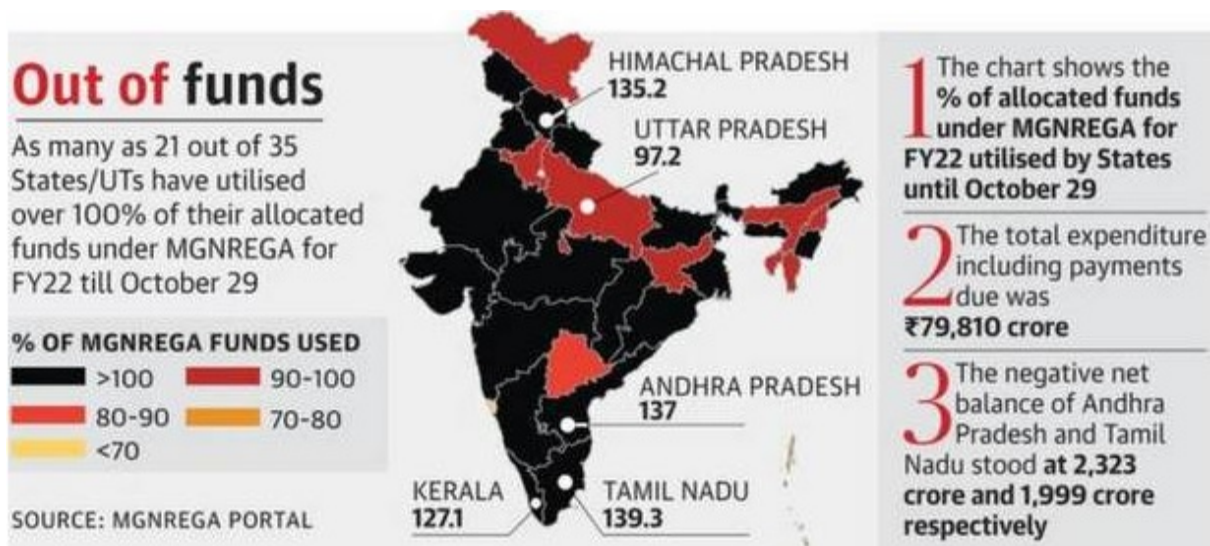 Out of funds
As many as 21 out of 35
States/UTs have utilised
over 100% of their allocated
funds under MGNREGA for
FY22 till October 29
% OF MGNREGA FUNDS USED
>100
90-100
80-90
70-80
<70
SOURCE: MGNREGA PORTAL
HIMACHAL PRADESH
135.2
UTTAR PRADESH
97.2
ANDHRA PRADESH
137
KERALA
127.1
TAMIL NADU
139.3
1 The chart shows the
% of allocated funds
under MGNREGA for
FY22 utilised by States
until October 29
2 The total expenditure
including payments
due was
₹79,810 crore
3 The negative net
balance of Andhra
Pradesh and Tamil
Nadu stood at 2,323
crore and 1,999 crore
respectively